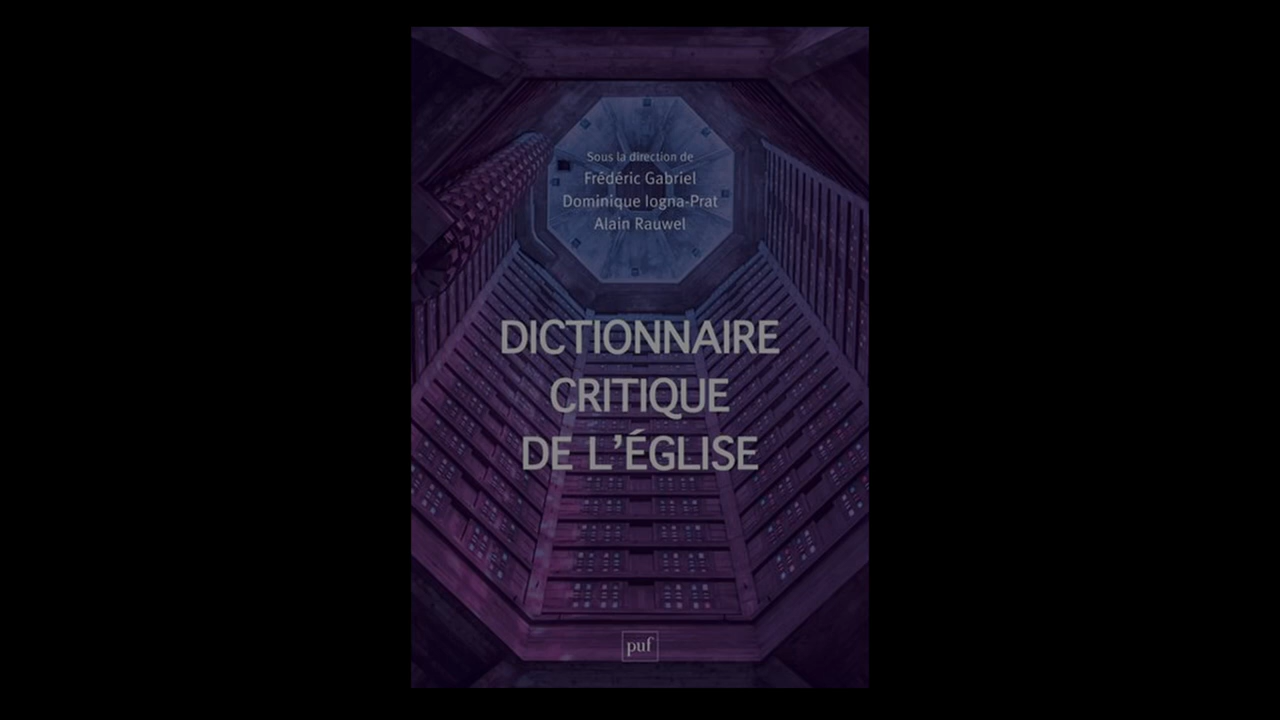 Sous la direction de
Frédéric Gabriel
Dominique Iogna-Prat
Alain Rauwel
DICTIONNAIRE
CRITIQUE
DE L'ÉGLISE
puf